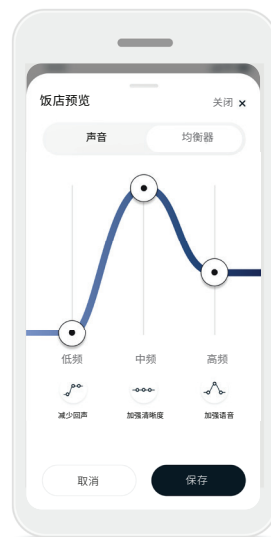 饭店预览
关闭 ×
声音 均衡器
低频 中频 高频
减少回声 加强清晰度 加强语音
取消 保存